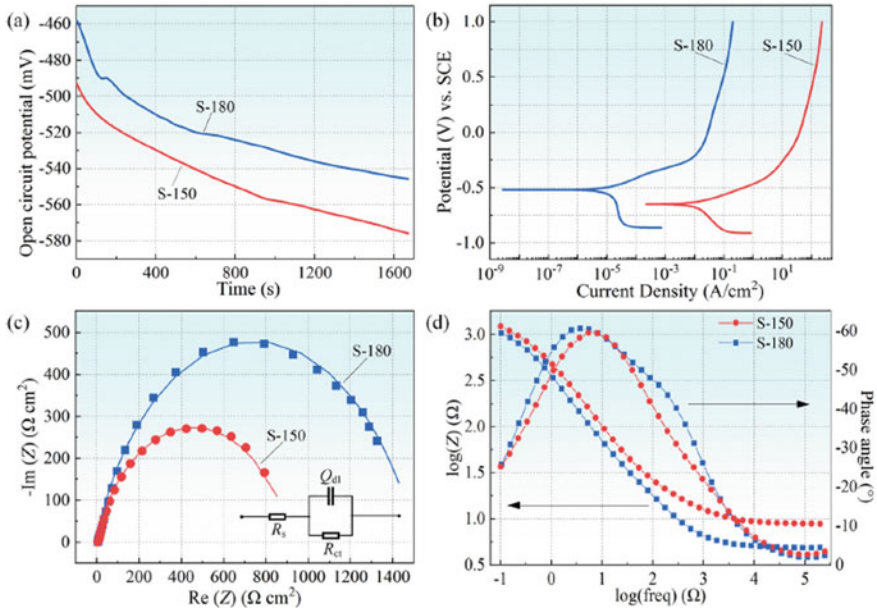 (a)
-460
-480
-500
-520
-540
-560
-580
Open circuit potential (mV)
S-180
S-150
0 400 800 1200 1600
Time (s)
(b)
1.0
0.5
0.0
-0.5
-1.0
Potential (V) vs. SCE
S-180
S-150
10^-9 10^-7 10^-5 10^-3 10^-1 10^1 10^3
Current Density (A/cm²)
(c)
500
400
300
200
100
0
-Im (Z) (Ω cm²)
S-180
S-150
Qdl
Rs
Rct
0 200 400 600 800 1000 1200 1400
Re (Z) (Ω cm²)
(d)
3.0
2.5
2.0
1.5
1.0
0.5
log(Z) (Ω)
S-150
S-180
-60
-50
-40
-30
-20
-10
0
Phase angle (°)
-1 0 1 2 3 4 5
log(freq) (Ω)